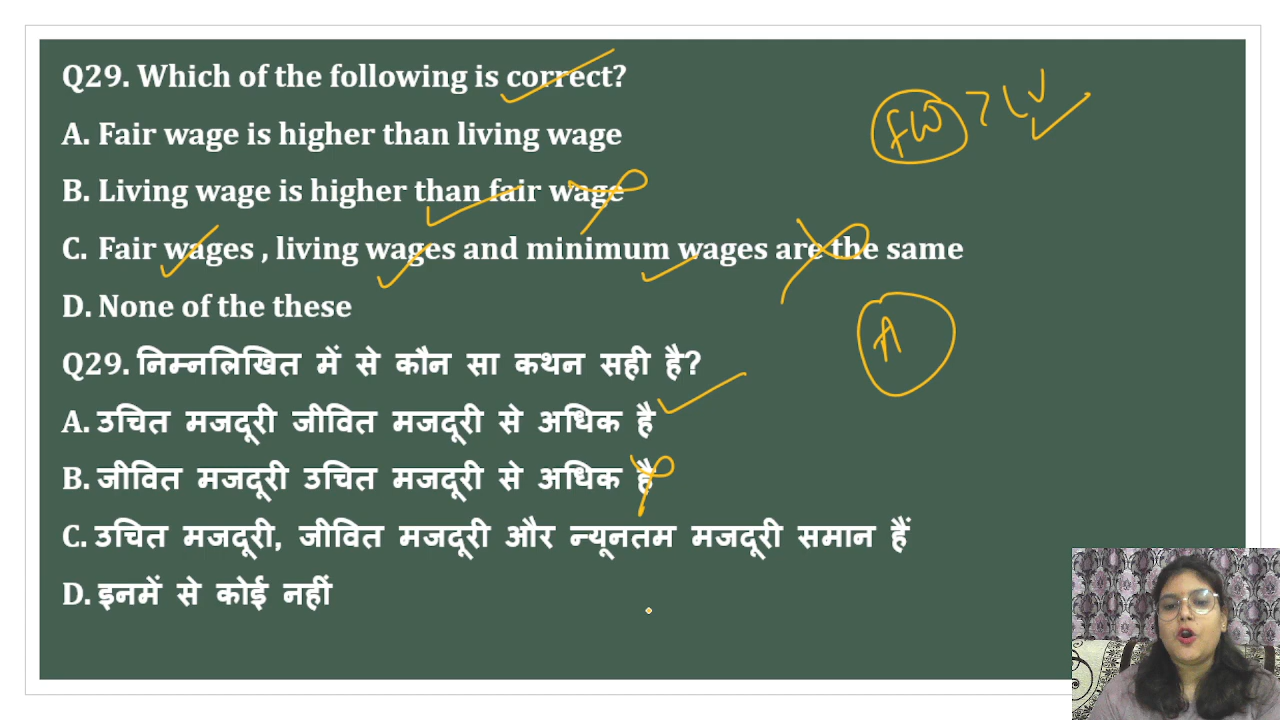 Q29. Which of the following is correct?
FW > LW
A. Fair wage is higher than living wage
B. Living wage is higher than fair wage
C. Fair wages , living wages and minimum wages are the same
D. None of the these
A
Q29. निम्नलिखित में से कौन सा कथन सही है?
A. उचित मजदूरी जीवित मजदूरी से अधिक है
B. जीवित मजदूरी उचित मजदूरी से अधिक है
C. उचित मजदूरी, जीवित मजदूरी और न्यूनतम मजदूरी समान हैं
D. इनमें से कोई नहीं